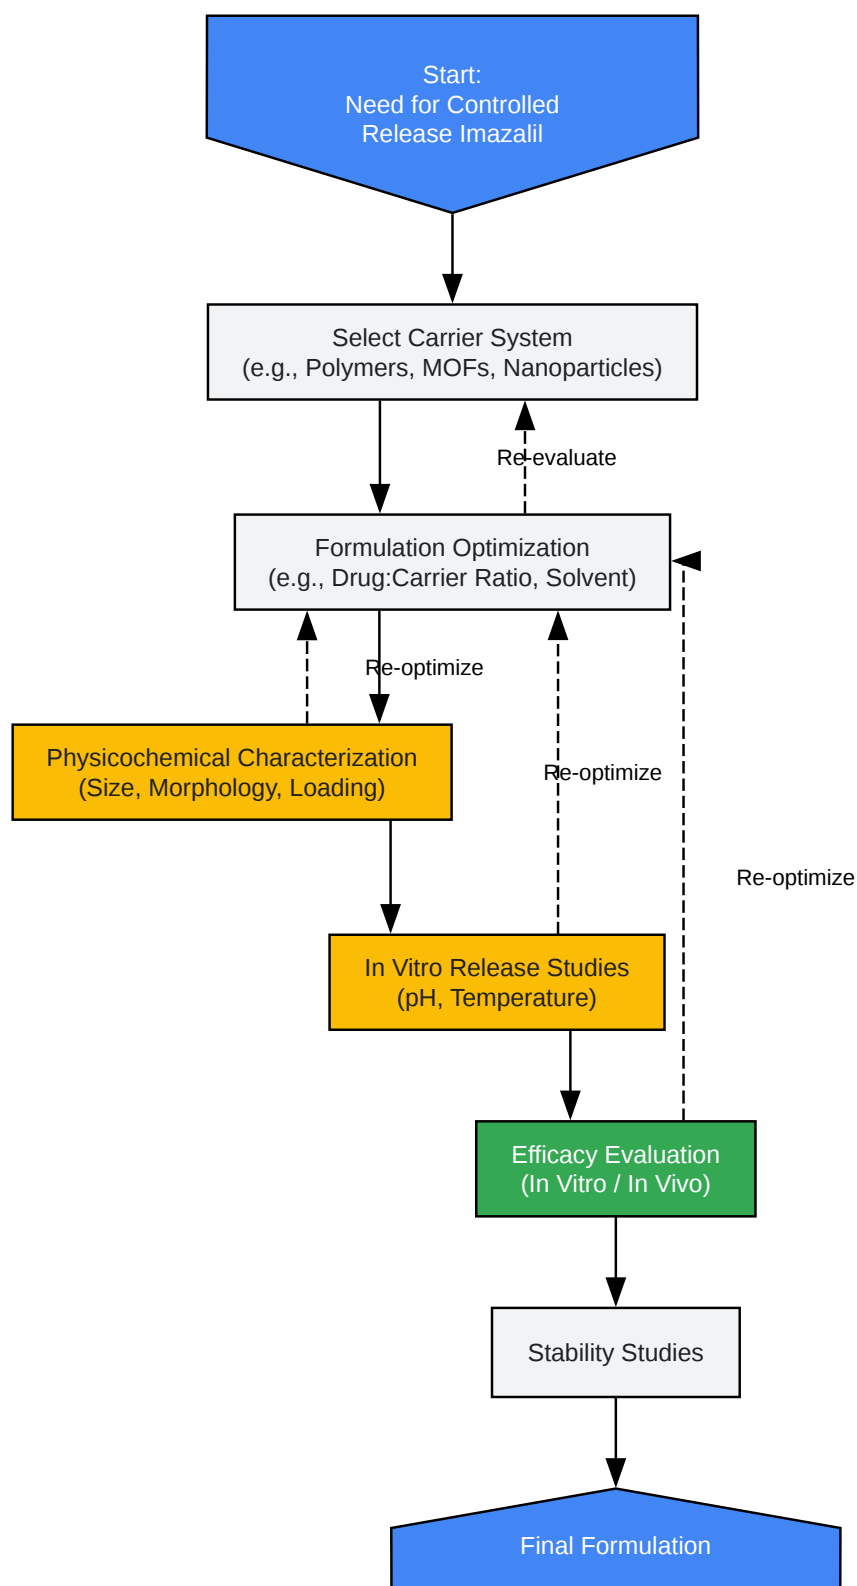 Start:
Need for Controlled
Release Imazalil
Select Carrier System
(e.g., Polymers, MOFs, Nanoparticles)
Re-evaluate
Formulation Optimization
(e.g., Drug:Carrier Ratio, Solvent)
Re-optimize
Physicochemical Characterization
(Size, Morphology, Loading)
Re-optimize
Re-optimize
In Vitro Release Studies
(pH, Temperature)
Efficacy Evaluation
(In Vitro / In Vivo)
Stability Studies
Final Formulation